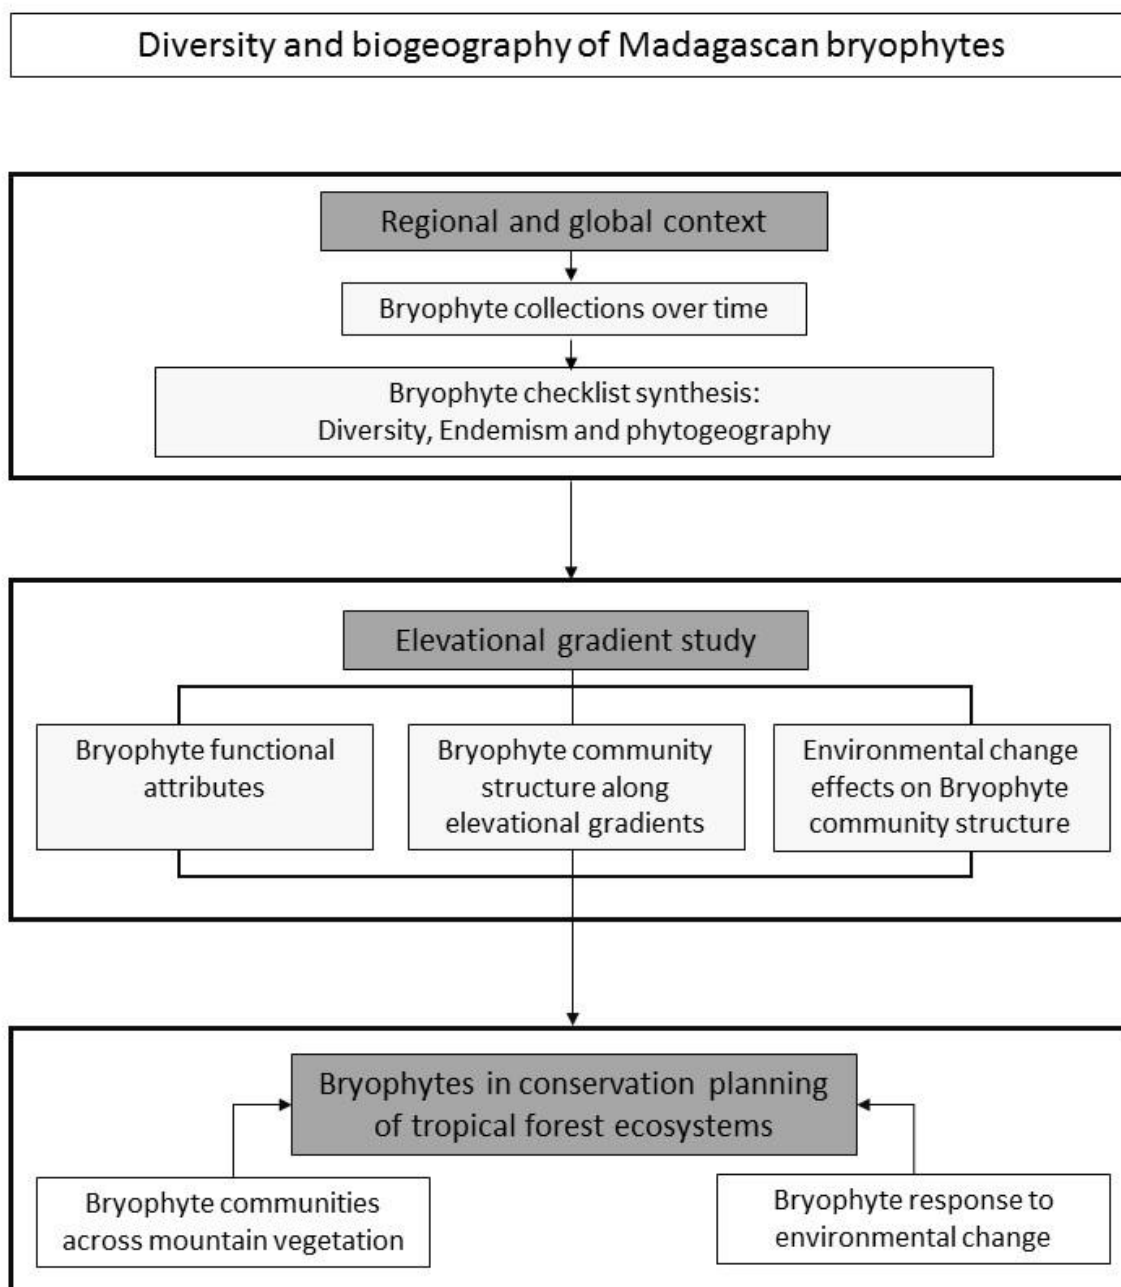 Diversity and biogeography of Madagascan bryophytes
Regional and global context
Bryophyte collections over time
Bryophyte checklist synthesis:
Diversity, Endemism and phytogeography
Elevational gradient study
Bryophyte functional
attributes
Bryophyte community
structure along
elevational gradients
Environmental change
effects on Bryophyte
community structure
Bryophytes in conservation planning
of tropical forest ecosystems
Bryophyte communities
across mountain vegetation
Bryophyte response to
environmental change